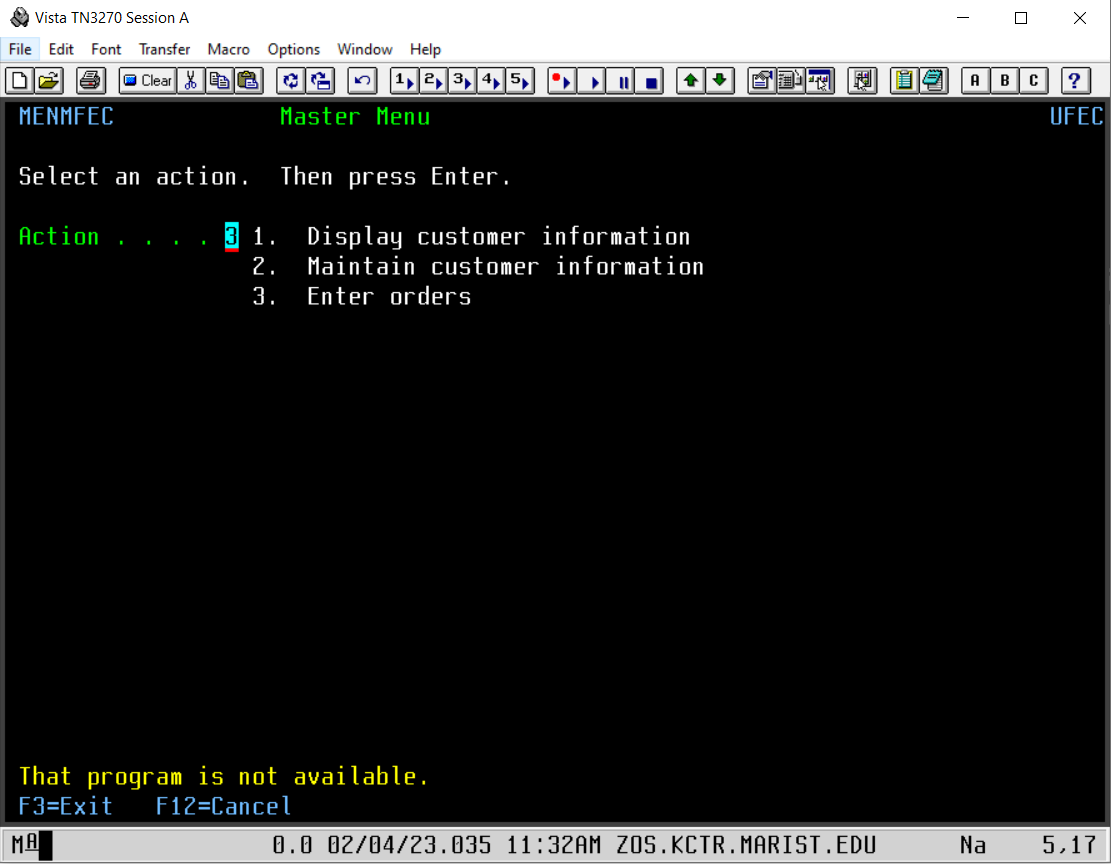 Vista TN3270 Session A
File Edit Font Transfer Macro Options Window Help
Clear 1 2 3 4 5 A B C ?
MENMFEC Master Menu UFEC
Select an action. Then press Enter.
Action . . . . 3 1. Display customer information
2. Maintain customer information
3. Enter orders
That program is not available.
F3=Exit F12=Cancel
MA 0.0 02/04/23.035 11:32AM ZOS.KCTR.MARIST.EDU Na 5,17